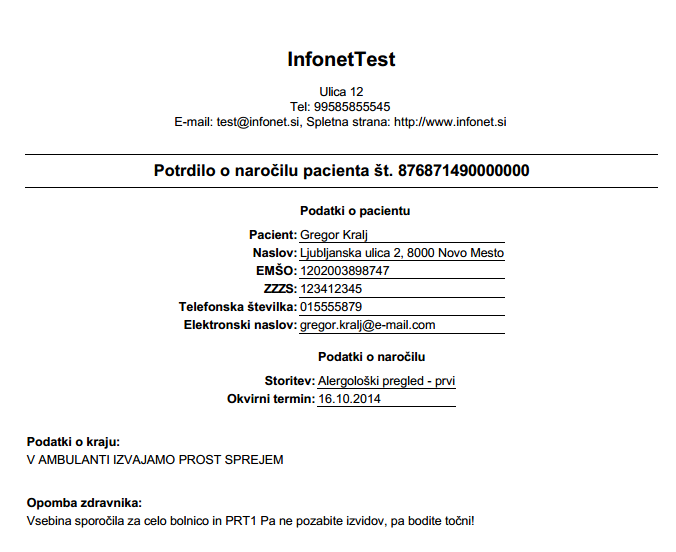 InfonetTest
Ulica 12
Tel: 99585855545
E-mail: test@infonet.si, Spletna strana: http://www.infonet.si
Potrdilo o naročilu pacienta št. 876871490000000
Podatki o pacientu
Pacient: Gregor Kralj
Naslov: Ljubljanska ulica 2, 8000 Novo Mesto
EMŠO: 1202003898747
ZZZS: 123412345
Telefonska številka: 015555879
Elektronski naslov: gregor.kralj@e-mail.com
Podatki o naročilu
Storitev: Alergološki pregled - prvi
Okvirni termin: 16.10.2014
Podatki o kraju:
V AMBULANTI IZVAJAMO PROST SPREJEM
Opomba zdravnika:
Vsebina sporočila za celo bolnico in PRT1 Pa ne pozabite izvidov, pa bodite točni!